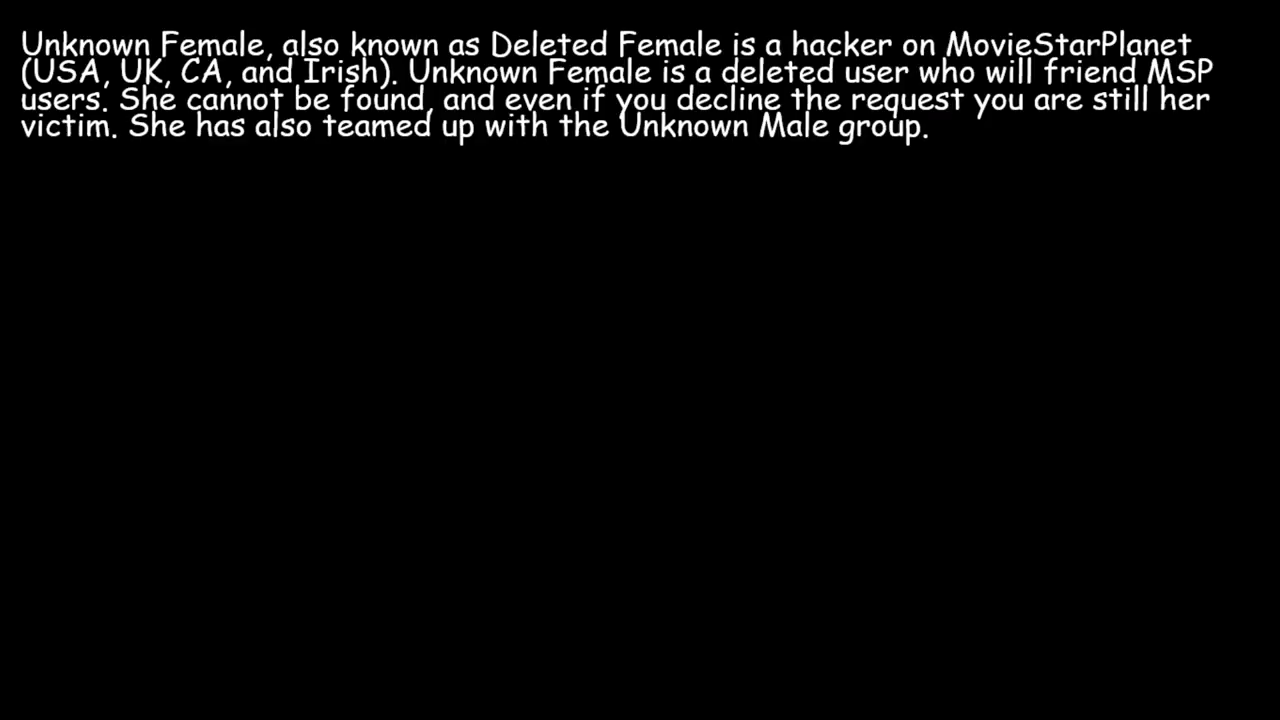 Unknown Female, also known as Deleted Female is a hacker on MovieStarPlanet
(USA, UK, CA, and Irish). Unknown Female is a deleted user who will friend MSP
users. She cannot be found, and even if you decline the request you are still her
victim. She has also teamed up with the Unknown Male group.